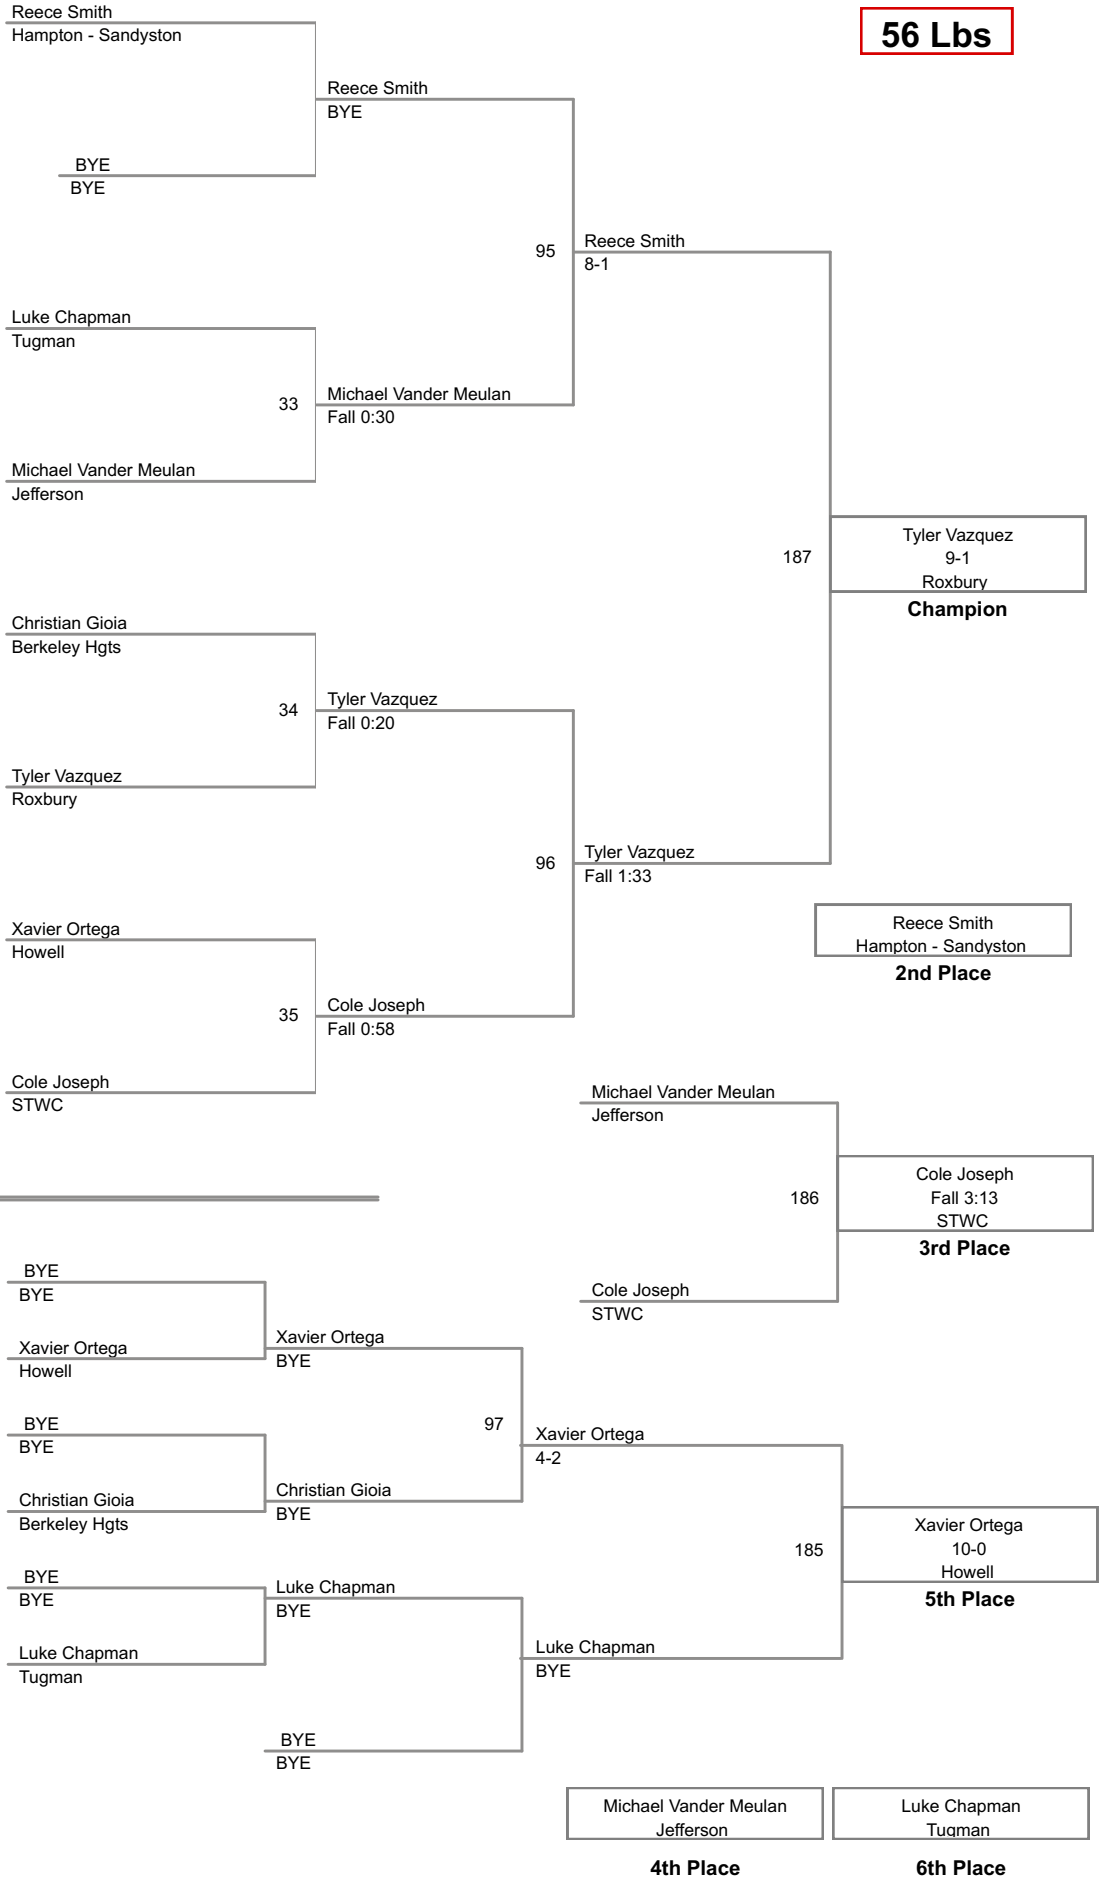 Reece Smith
Hampton - Sandyston
56 Lbs
Reece Smith
BYE
BYE
BYE
95
Reece Smith
8-1
Luke Chapman
Tugman
33
Michael Vander Meulan
Fall 0:30
Michael Vander Meulan
Jefferson
187
Tyler Vazquez
9-1
Roxbury
Champion
Christian Gioia
Berkeley Hgts
34
Tyler Vazquez
Fall 0:20
Tyler Vazquez
Roxbury
96
Tyler Vazquez
Fall 1:33
Xavier Ortega
Howell
Reece Smith
Hampton - Sandyston
2nd Place
35
Cole Joseph
Fall 0:58
Cole Joseph
STWC
Michael Vander Meulan
Jefferson
186
Cole Joseph
Fall 3:13
STWC
3rd Place
Cole Joseph
STWC
BYE
BYE
Xavier Ortega
Howell
Xavier Ortega
BYE
BYE
BYE
97
Xavier Ortega
4-2
Christian Gioia
Berkeley Hgts
Christian Gioia
BYE
185
Xavier Ortega
10-0
Howell
5th Place
BYE
BYE
Luke Chapman
BYE
Luke Chapman
Tugman
Luke Chapman
BYE
BYE
BYE
Michael Vander Meulan
Jefferson
4th Place
Luke Chapman
Tugman
6th Place